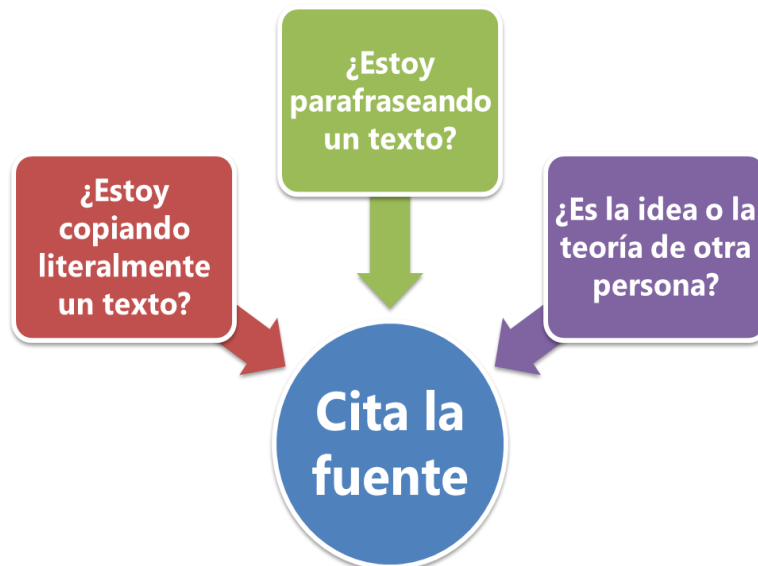 ¿Estoy
parafraseando
un texto?
¿Estoy
copiando
literalmente
un texto?
¿Es la idea o la
teoría de otra
persona?
Cita la
fuente